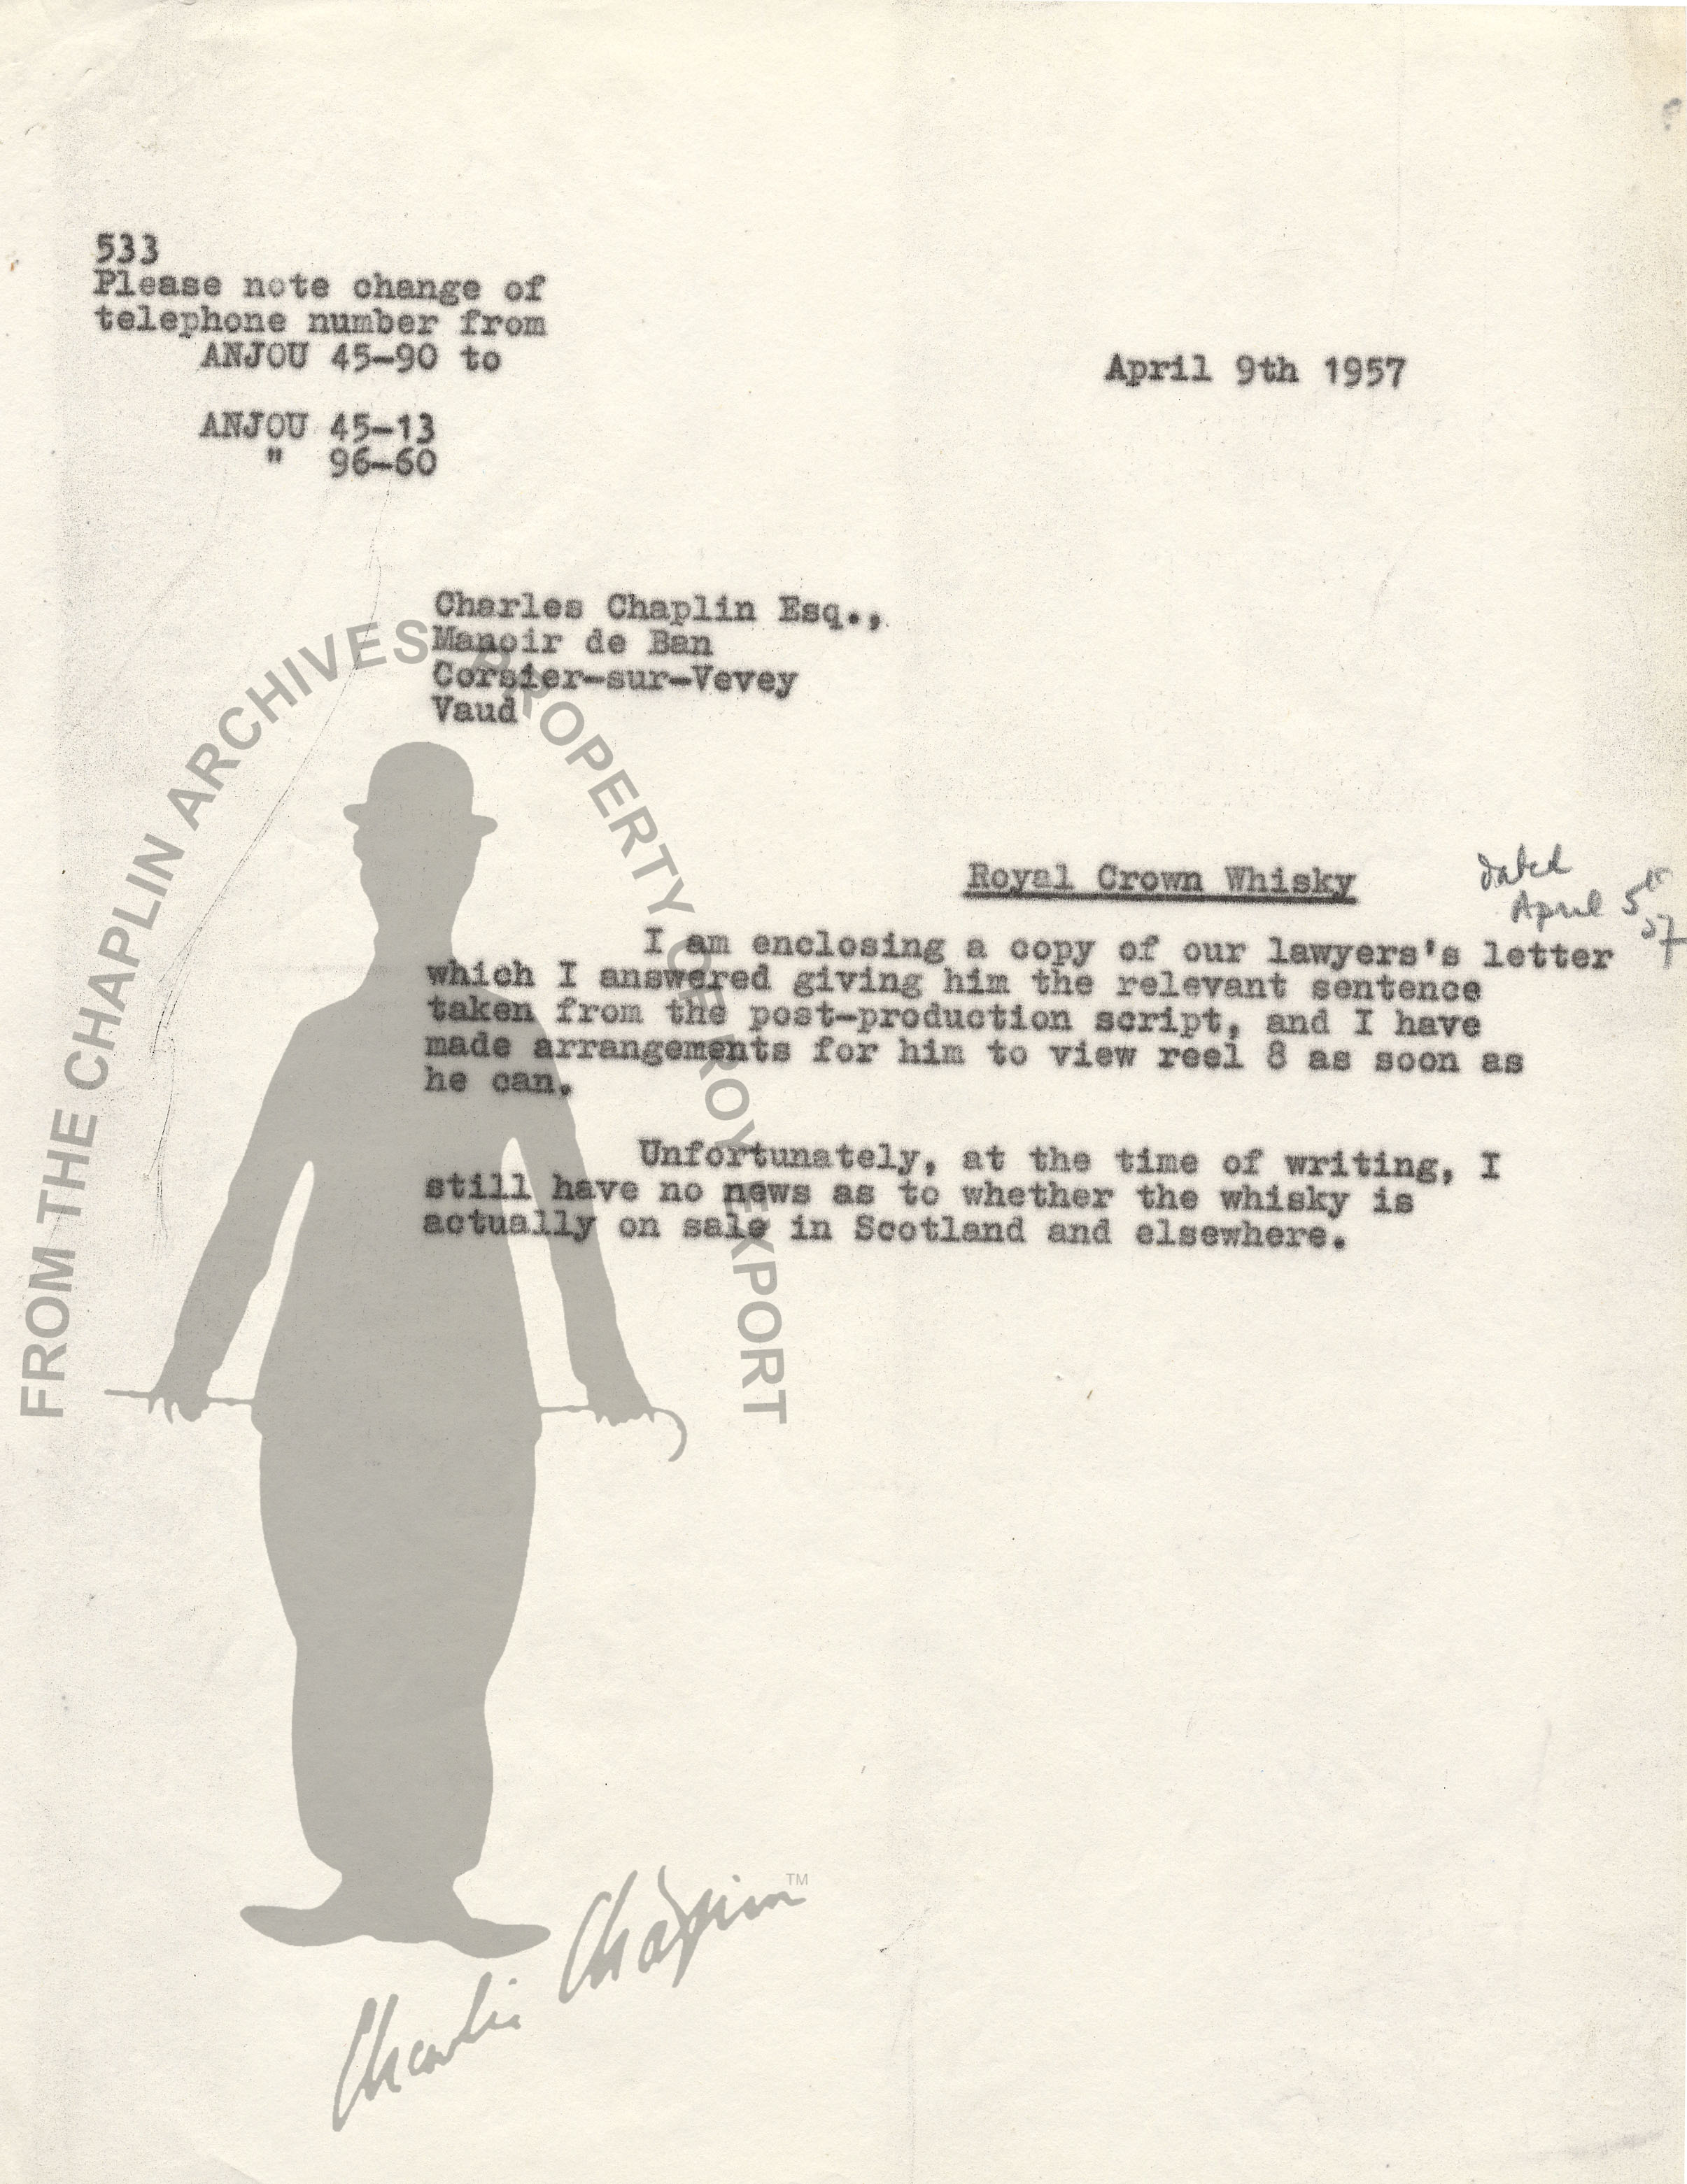 533
Please note change of
telephone number from
ANJOU 45-90 to
ANJOU 45-13
" 96-60
April 9th 1957
Charles Chaplin Esq.,
Manoir de Ban
Corsier-sur-Vevey
Vaud
Royal Crown Whisky
dated
April 5th
57
I am enclosing a copy of our lawyers's letter
which I answered giving him the relevant sentence
taken from the post-production script, and I have
made arrangements for him to view reel 8 as soon as
he can.
Unfortunately, at the time of writing, I
still have no news as to whether the whisky is
actually on sale in Scotland and elsewhere.
FROM THE CHAPLIN ARCHIVES PROPERTY OF ROY EXPORT
Charlie Chaplin TM